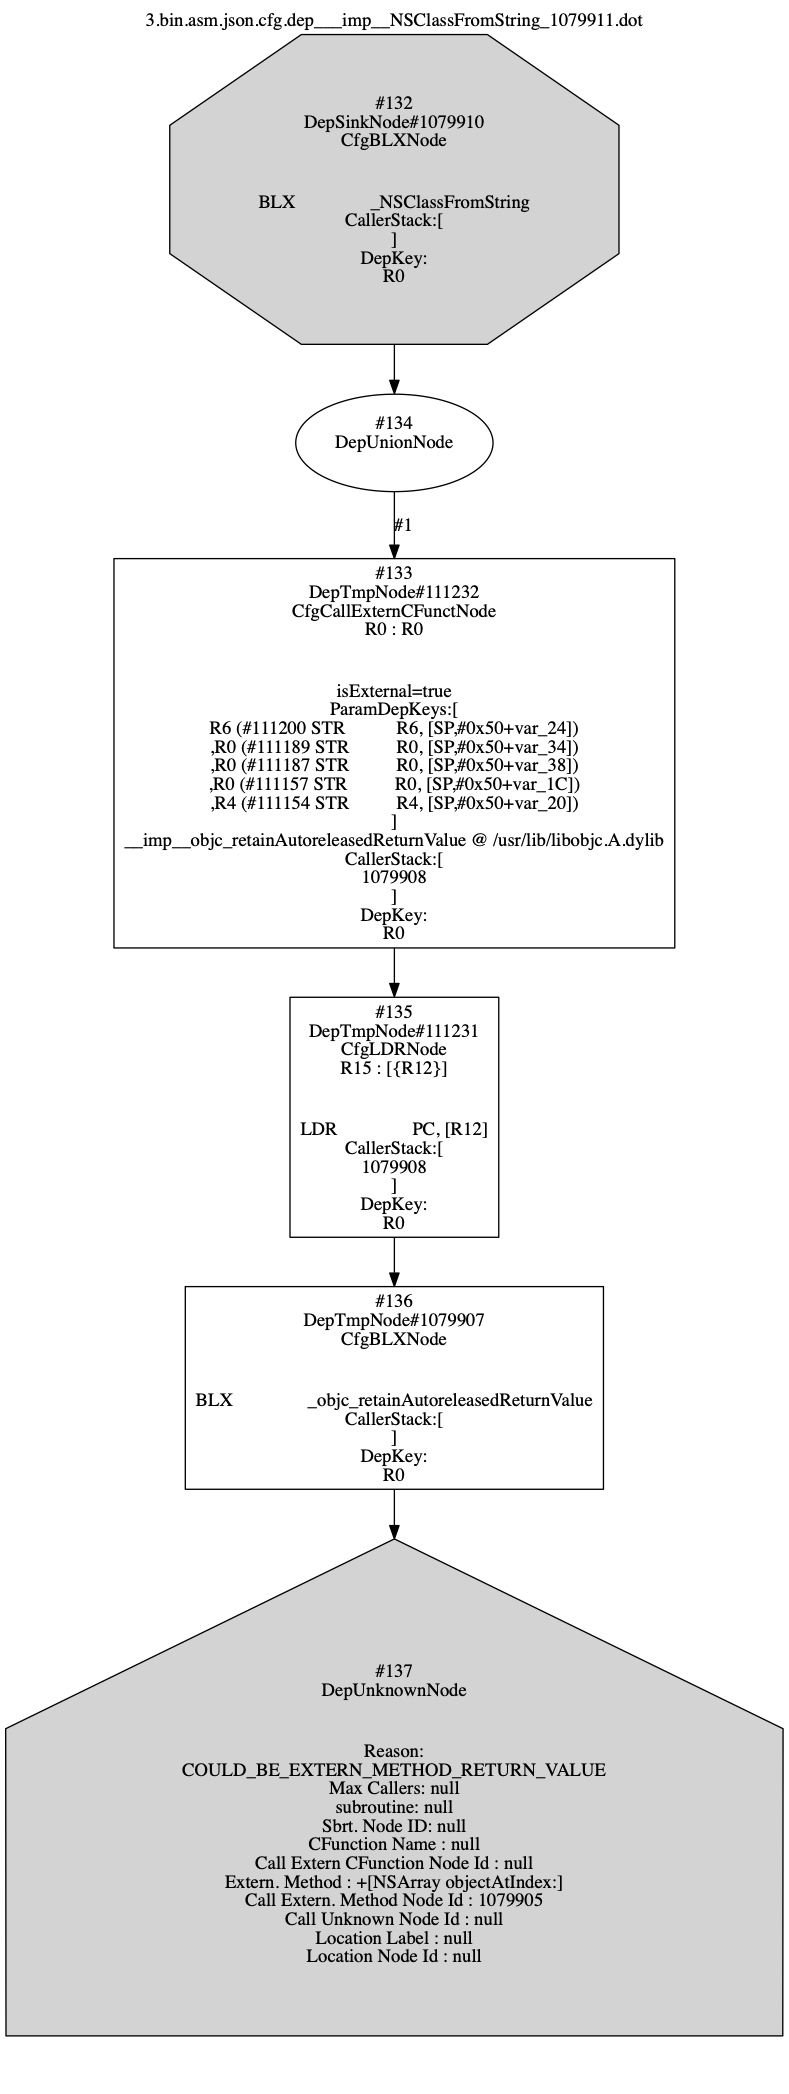 3.bin.asm.json.cfg.dep___imp__NSClassFromString_1079911.dot
#132
DepSinkNode#1079910
CfgBLXNode
BLX _NSClassFromString
CallerStack:[
]
DepKey:
R0
#134
DepUnionNode
#1
#133
DepTmpNode#111232
CfgCallExternCFunctNode
R0 : R0
isExternal=true
ParamDepKeys:[
R6 (#111200 STR R6, [SP,#0x50+var_24])
,R0 (#111189 STR R0, [SP,#0x50+var_34])
,R0 (#111187 STR R0, [SP,#0x50+var_38])
,R0 (#111157 STR R0, [SP,#0x50+var_1C])
,R4 (#111154 STR R4, [SP,#0x50+var_20])
]
__imp__objc_retainAutoreleasedReturnValue @ /usr/lib/libobjc.A.dylib
CallerStack:[
1079908
]
DepKey:
R0
#135
DepTmpNode#111231
CfgLDRNode
R15 : [{R12}]
LDR PC, [R12]
CallerStack:[
1079908
]
DepKey:
R0
#136
DepTmpNode#1079907
CfgBLXNode
BLX _objc_retainAutoreleasedReturnValue
CallerStack:[
]
DepKey:
R0
#137
DepUnknownNode
Reason:
COULD_BE_EXTERN_METHOD_RETURN_VALUE
Max Callers: null
subroutine: null
Sbrt. Node ID: null
CFunction Name : null
Call Extern CFunction Node Id : null
Extern. Method : +[NSArray objectAtIndex:]
Call Extern. Method Node Id : 1079905
Call Unknown Node Id : null
Location Label : null
Location Node Id : null